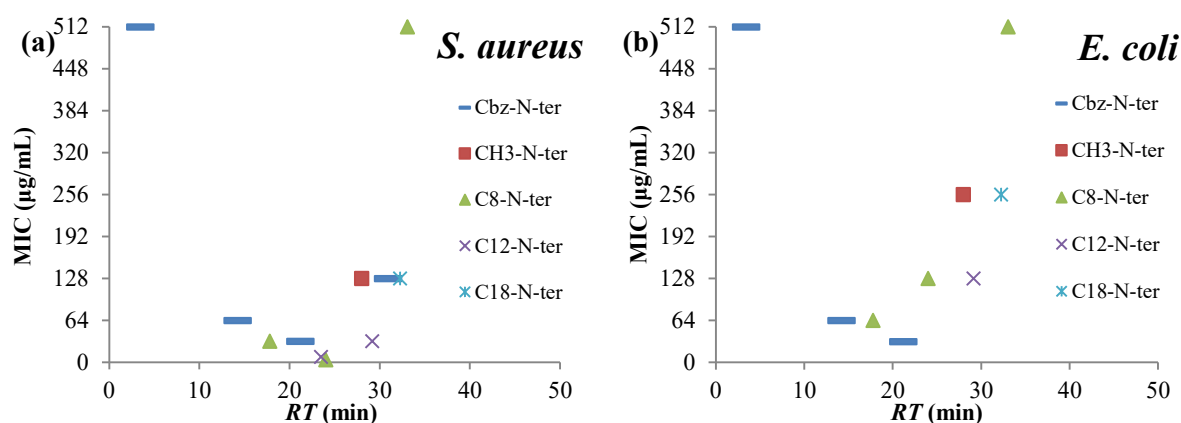 (a)
S. aureus
MIC (µg/mL)
512
448
384
320
256
192
128
64
0
0 10 20 30 40 50
RT (min)
Cbz-N-ter
CH3-N-ter
C8-N-ter
C12-N-ter
C18-N-ter
(b)
E. coli
MIC (µg/mL)
512
448
384
320
256
192
128
64
0
0 10 20 30 40 50
RT (min)
Cbz-N-ter
CH3-N-ter
C8-N-ter
C12-N-ter
C18-N-ter